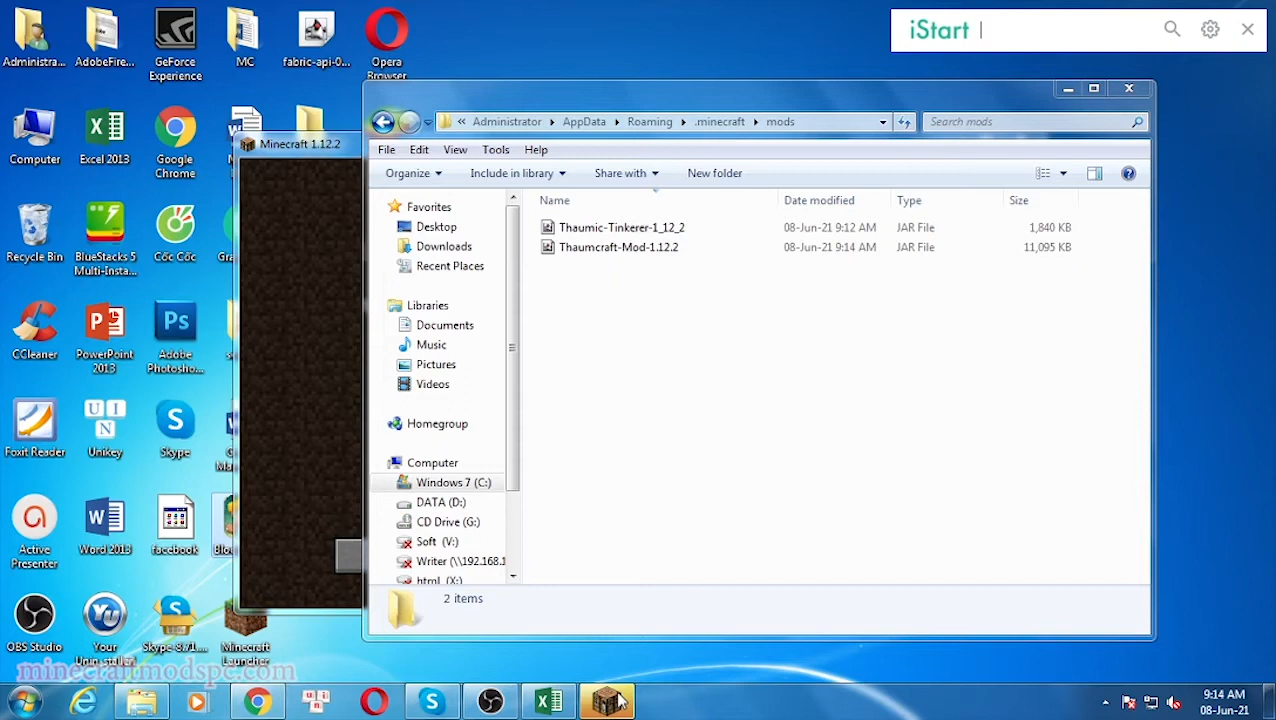 Administra...
AdobeFire...
GeForce
Experience
MC
fabric-api-0...
Opera
Browser
iStart
Computer
Excel 2013
Google
Chrome
Recycle Bin
BlueStacks 5
Multi-Insta...
Cốc Cốc
CCleaner
PowerPoint
2013
Adobe
Photosho...
Foxit Reader
Unikey
Skype
Active
Presenter
Word 2013
facebook
OBS Studio
Your
Uninstaller
Skype 8.71....
Minecraft
Launcher
Minecraft 1.12.2
« Administrator
AppData
Roaming
.minecraft
mods
Search mods
File
Edit
View
Tools
Help
Organize
Include in library
Share with
New folder
Name
Date modified
Type
Size
Thaumic-Tinkerer-1_12_2
08-Jun-21 9:12 AM
JAR File
1,840 KB
Thaumcraft-Mod-1.12.2
08-Jun-21 9:14 AM
JAR File
11,095 KB
Favorites
Desktop
Downloads
Recent Places
Libraries
Documents
Music
Pictures
Videos
Homegroup
Computer
Windows 7 (C:)
DATA (D:)
CD Drive (G:)
Soft (V:)
Writer (\\192.168.1
html (X:)
2 items
minecraftmodspc.com
9:14 AM
08-Jun-21